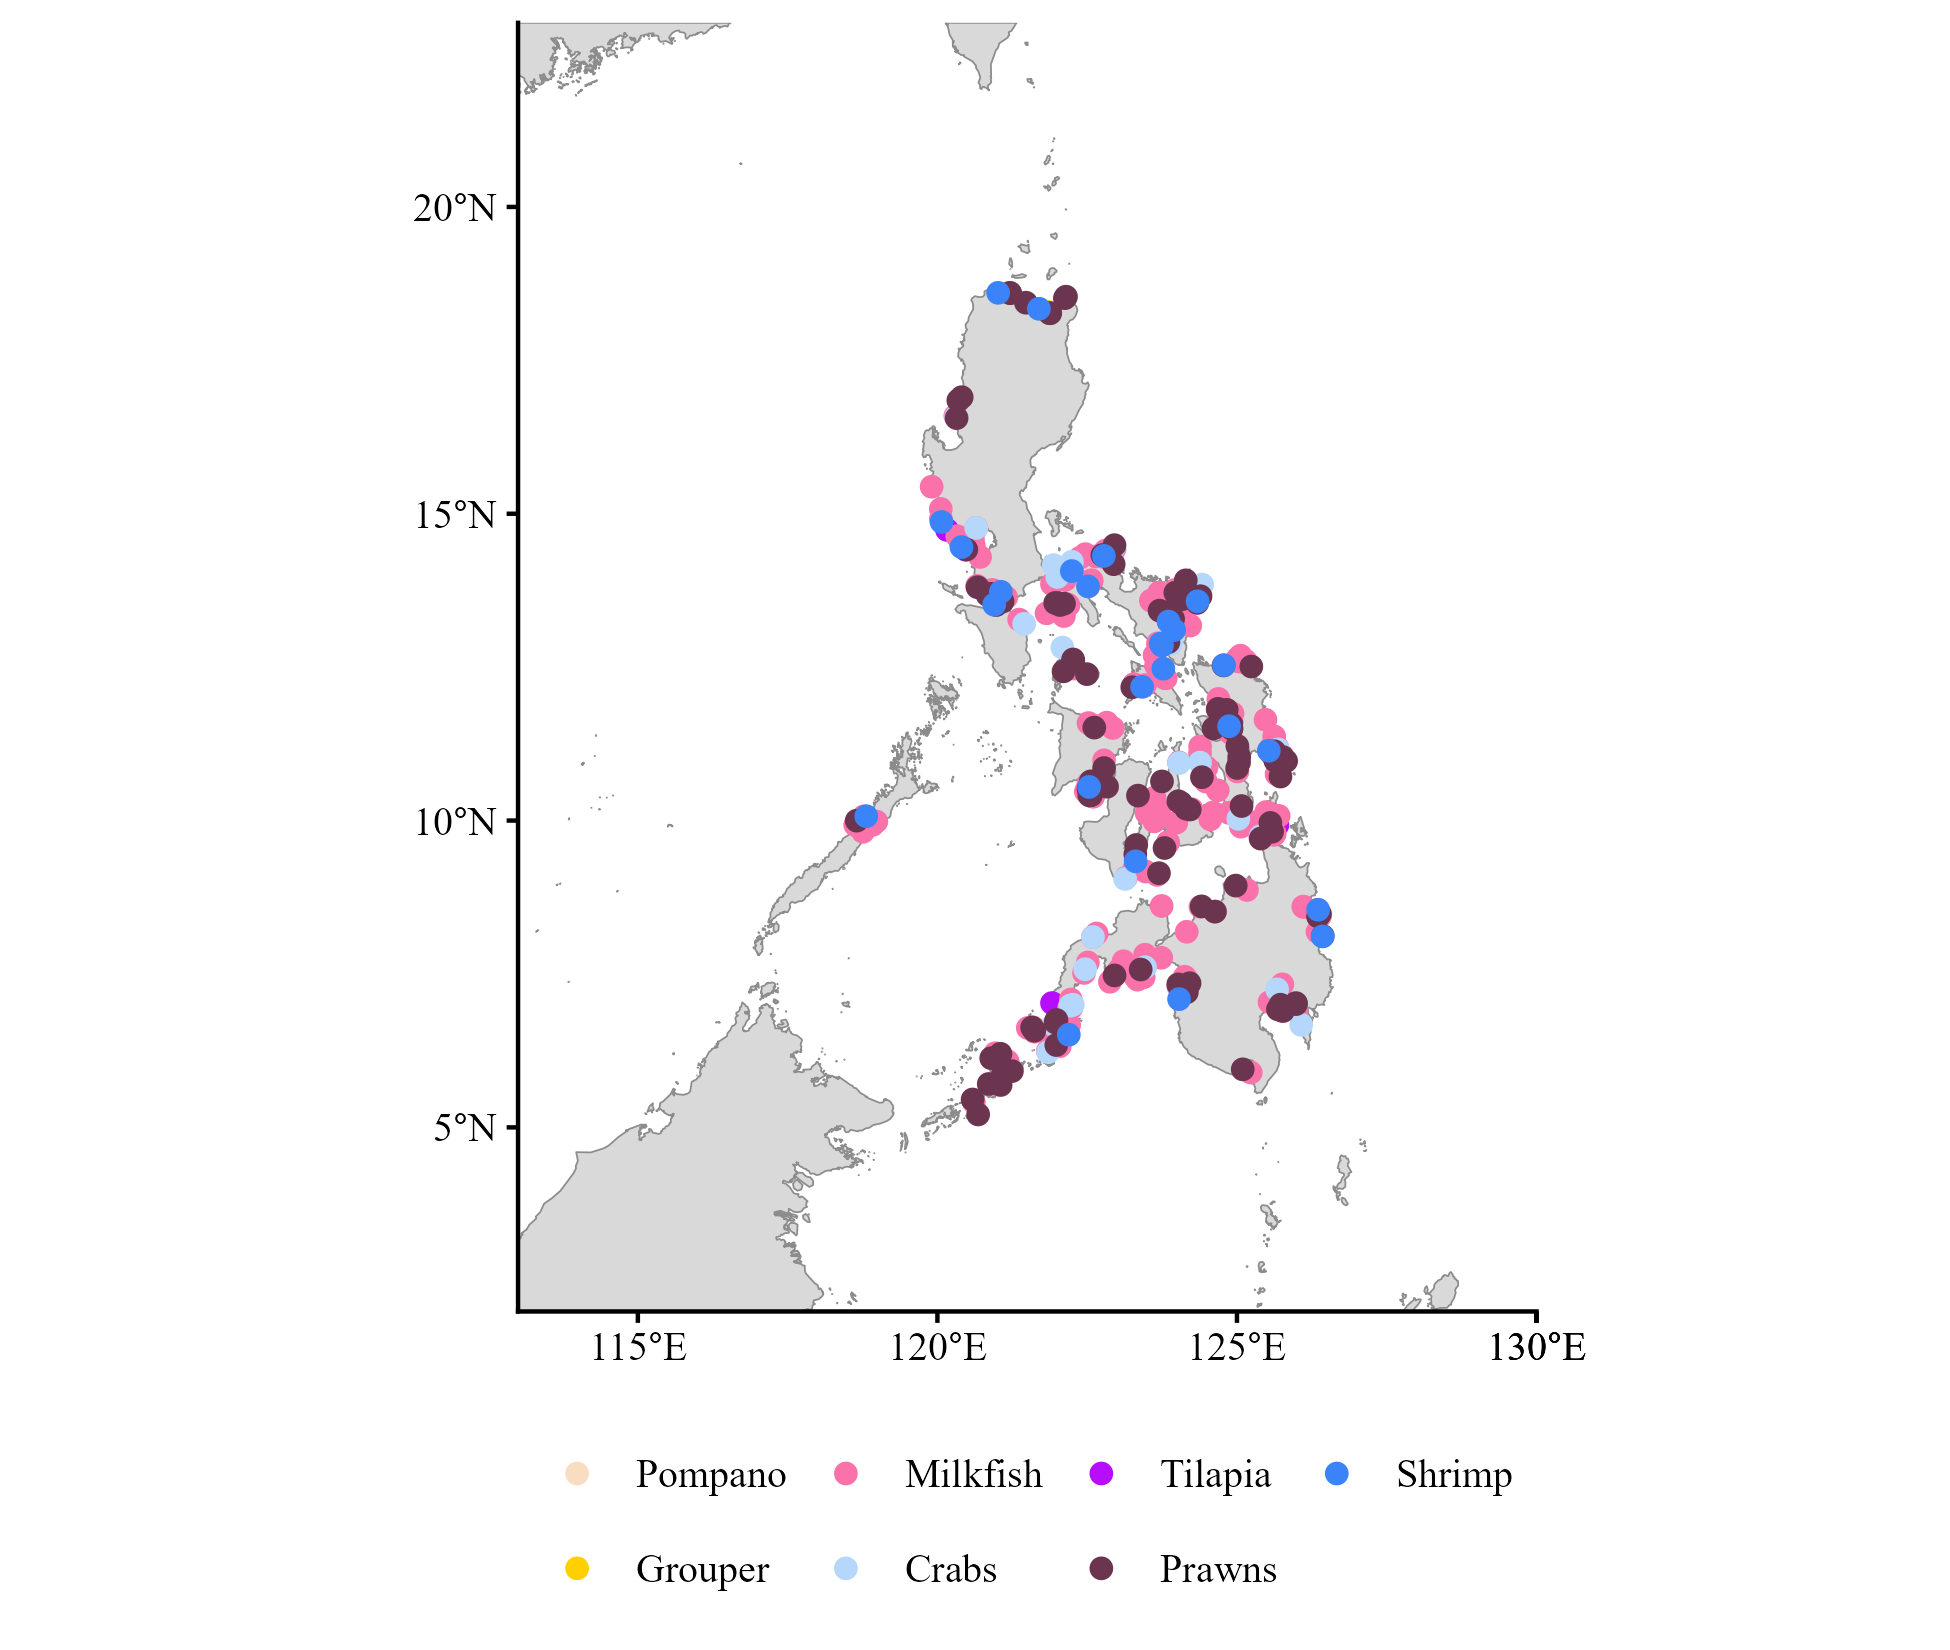 20°N
15°N
10°N
5°N
115°E 120°E 125°E 130°E
Pompano Milkfish Tilapia Shrimp
Grouper Crabs Prawns